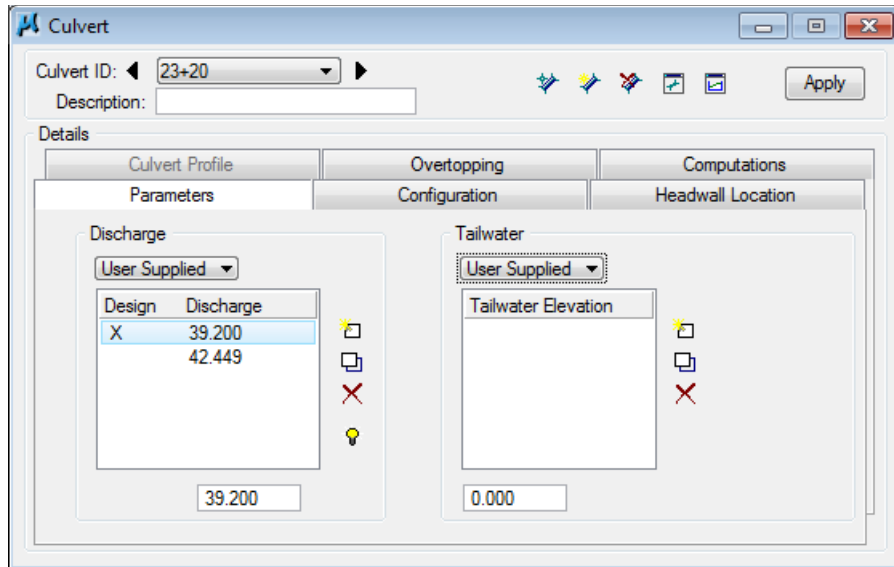 Culvert
Culvert ID: 23+20
Description:
Apply
Details
Culvert Profile Overtopping Computations
Parameters Configuration Headwall Location
Discharge Tailwater
User Supplied User Supplied
Design Discharge Tailwater Elevation
X 39.200
42.449
39.200 0.000